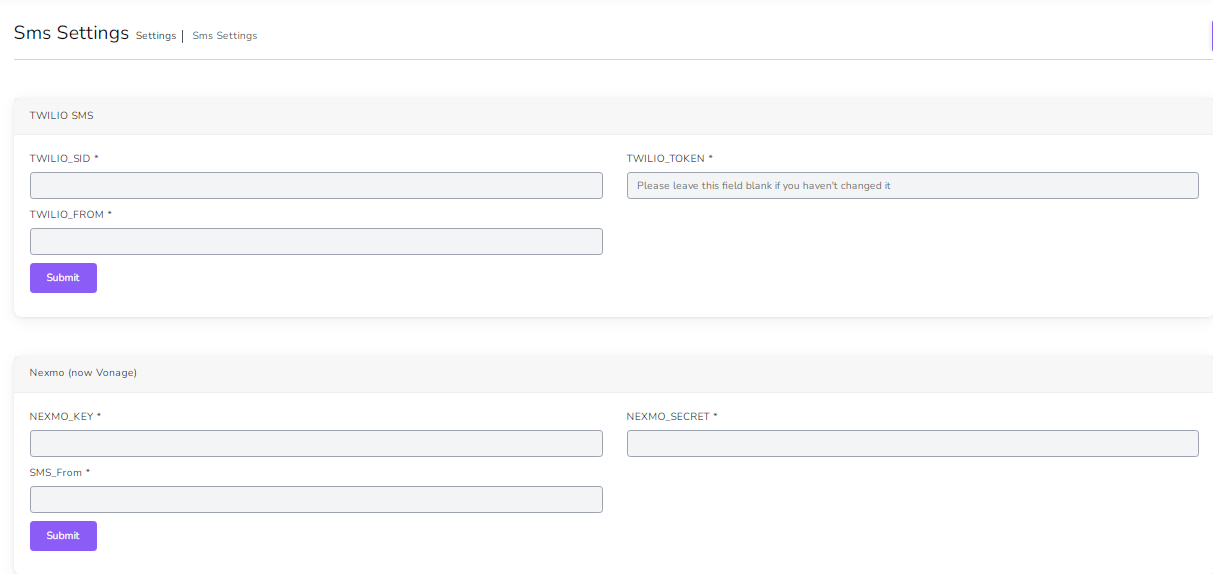 Sms Settings Settings | Sms Settings
TWILIO SMS
TWILIO_SID * TWILIO_TOKEN *
Please leave this field blank if you haven't changed it
TWILIO_FROM *
Submit
Nexmo (now Vonage)
NEXMO_KEY * NEXMO_SECRET *
SMS_From *
Submit